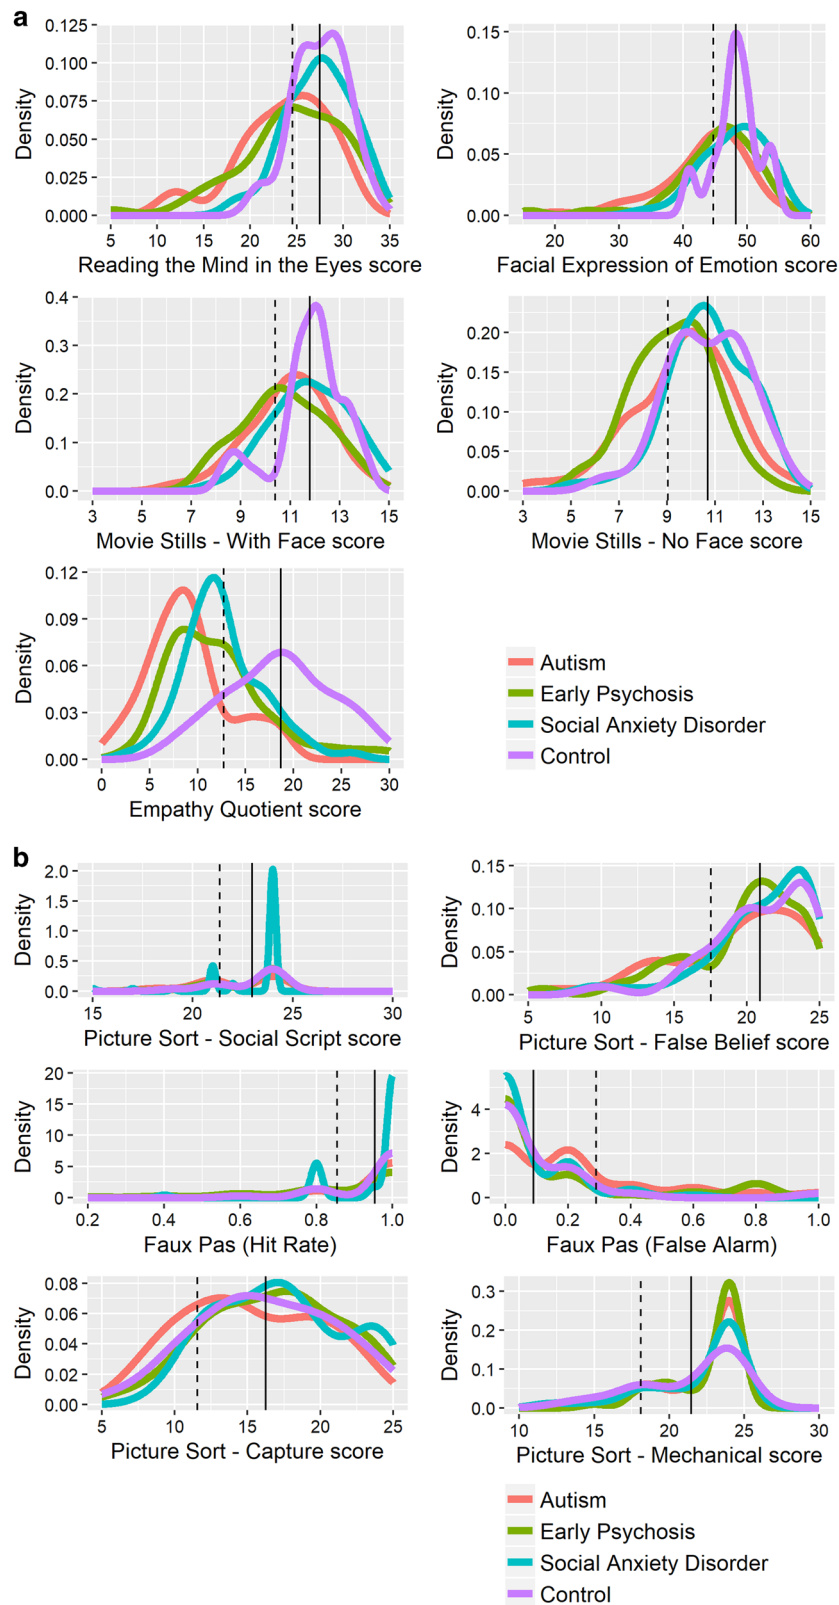 a
0.125
0.100
0.075
0.050
0.025
0.000
Density
5 10 15 20 25 30 35
Reading the Mind in the Eyes score
0.15
0.10
0.05
0.00
Density
20 30 40 50 60
Facial Expression of Emotion score
0.4
0.3
0.2
0.1
0.0
Density
3 5 7 9 11 13 15
Movie Stills - With Face score
0.20
0.15
0.10
0.05
0.00
Density
3 5 7 9 11 13 15
Movie Stills - No Face score
0.12
0.09
0.06
0.03
0.00
Density
0 5 10 15 20 25 30
Empathy Quotient score
Autism
Early Psychosis
Social Anxiety Disorder
Control
b
2.0
1.5
1.0
0.5
0.0
Density
15 20 25 30
Picture Sort - Social Script score
0.15
0.10
0.05
0.00
Density
5 10 15 20 25
Picture Sort - False Belief score
20
15
10
5
0
Density
0.2 0.4 0.6 0.8 1.0
Faux Pas (Hit Rate)
4
2
0
Density
0.0 0.2 0.4 0.6 0.8 1.0
Faux Pas (False Alarm)
0.08
0.06
0.04
0.02
0.00
Density
5 10 15 20 25
Picture Sort - Capture score
0.3
0.2
0.1
0.0
Density
10 15 20 25 30
Picture Sort - Mechanical score
Autism
Early Psychosis
Social Anxiety Disorder
Control